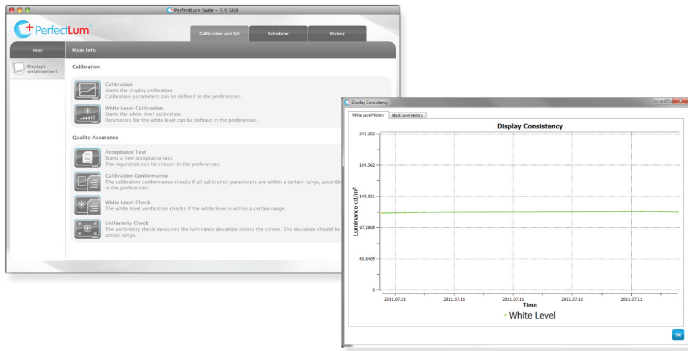 PerfectLum Suite - 3.0.568
PerfectLum
Calibration and QA
Scheduler
History
mac
Main Info
Display1
serialnumber1
Calibration
Calibration
Starts the display calibration.
Calibration parameters can be defined in the preferences.
White Level Calibration
Starts the white level calibration.
Parameters for the white level can be defined in the preferences.
Quality Assurance
Acceptance Test
Starts a new acceptance test.
The regulation can be chosen in the preferences.
Calibration Conformance
The calibration conformance checks if all calibration parameters are within a certain range, according
in the preferences.
White Level Check
The white level verification checks if the white level is within a certain range.
Uniformity Check
The uniformity check measures the luminance deviation across the screen. The deviation should be
Display Consistency
White Level History
Black Level History
Display Consistency
Luminance cd/m²
0
2011.07.11
2011.07.11
2011.07.11
2011.07.11
2011.07.11
Time
White Level
OK